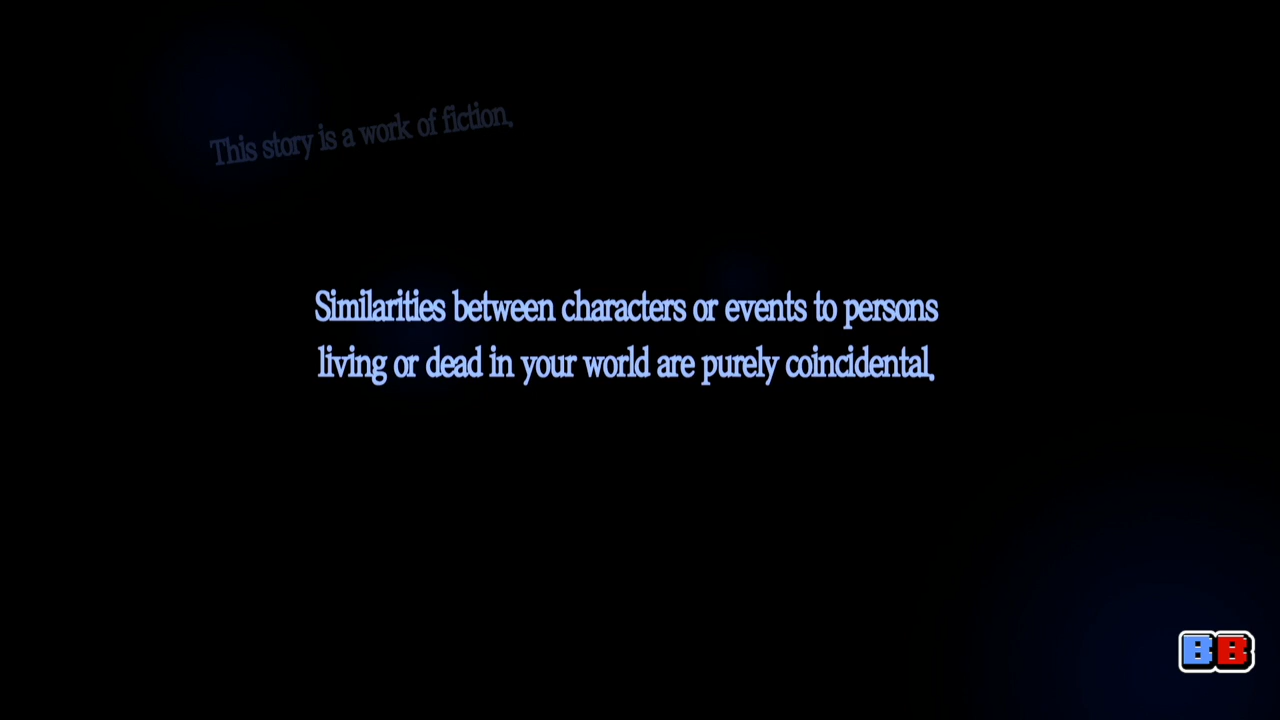 This story is a work of fiction.
Similarities between characters or events to persons
living or dead in your world are purely coincidental.
BB